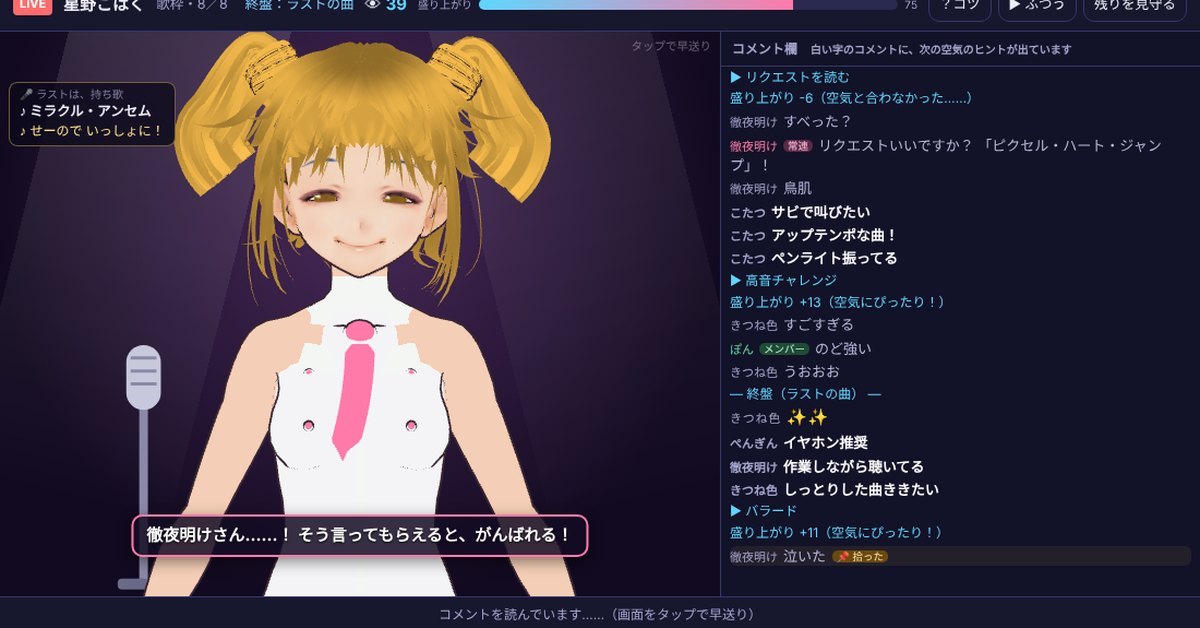 LIVE 星野こはく 歌枠・8／8 終盤：ラストの曲 39 盛り上がり 75 ？コツ ▶ ふつう 残りを見守る
タップで早送り
🎤 ラストは、持ち歌
♪ ミラクル・アンセム
♪ せーので いっしょに！
徹夜明けさん……！ そう言ってもらえると、がんばれる！
コメント欄 白い字のコメントに、次の空気のヒントが出ています
▶ リクエストを読む
盛り上がり -6（空気と合わなかった……）
徹夜明け すべった？
徹夜明け 常連 リクエストいいですか？ 「ピクセル・ハート・ジャン
プ」！
徹夜明け 鳥肌
こたつ サビで叫びたい
こたつ アップテンポな曲！
こたつ ペンライト振ってる
▶ 高音チャレンジ
盛り上がり +13（空気にぴったり！）
きつね色 すごすぎる
ぽん メンバー のど強い
きつね色 うおおお
— 終盤（ラストの曲） —
きつね色 ✨✨
ぺんぎん イヤホン推奨
徹夜明け 作業しながら聴いてる
きつね色 しっとりした曲ききたい
▶ バラード
盛り上がり +11（空気にぴったり！）
徹夜明け 泣いた 📌 拾った
コメントを読んでいます……（画面をタップで早送り）